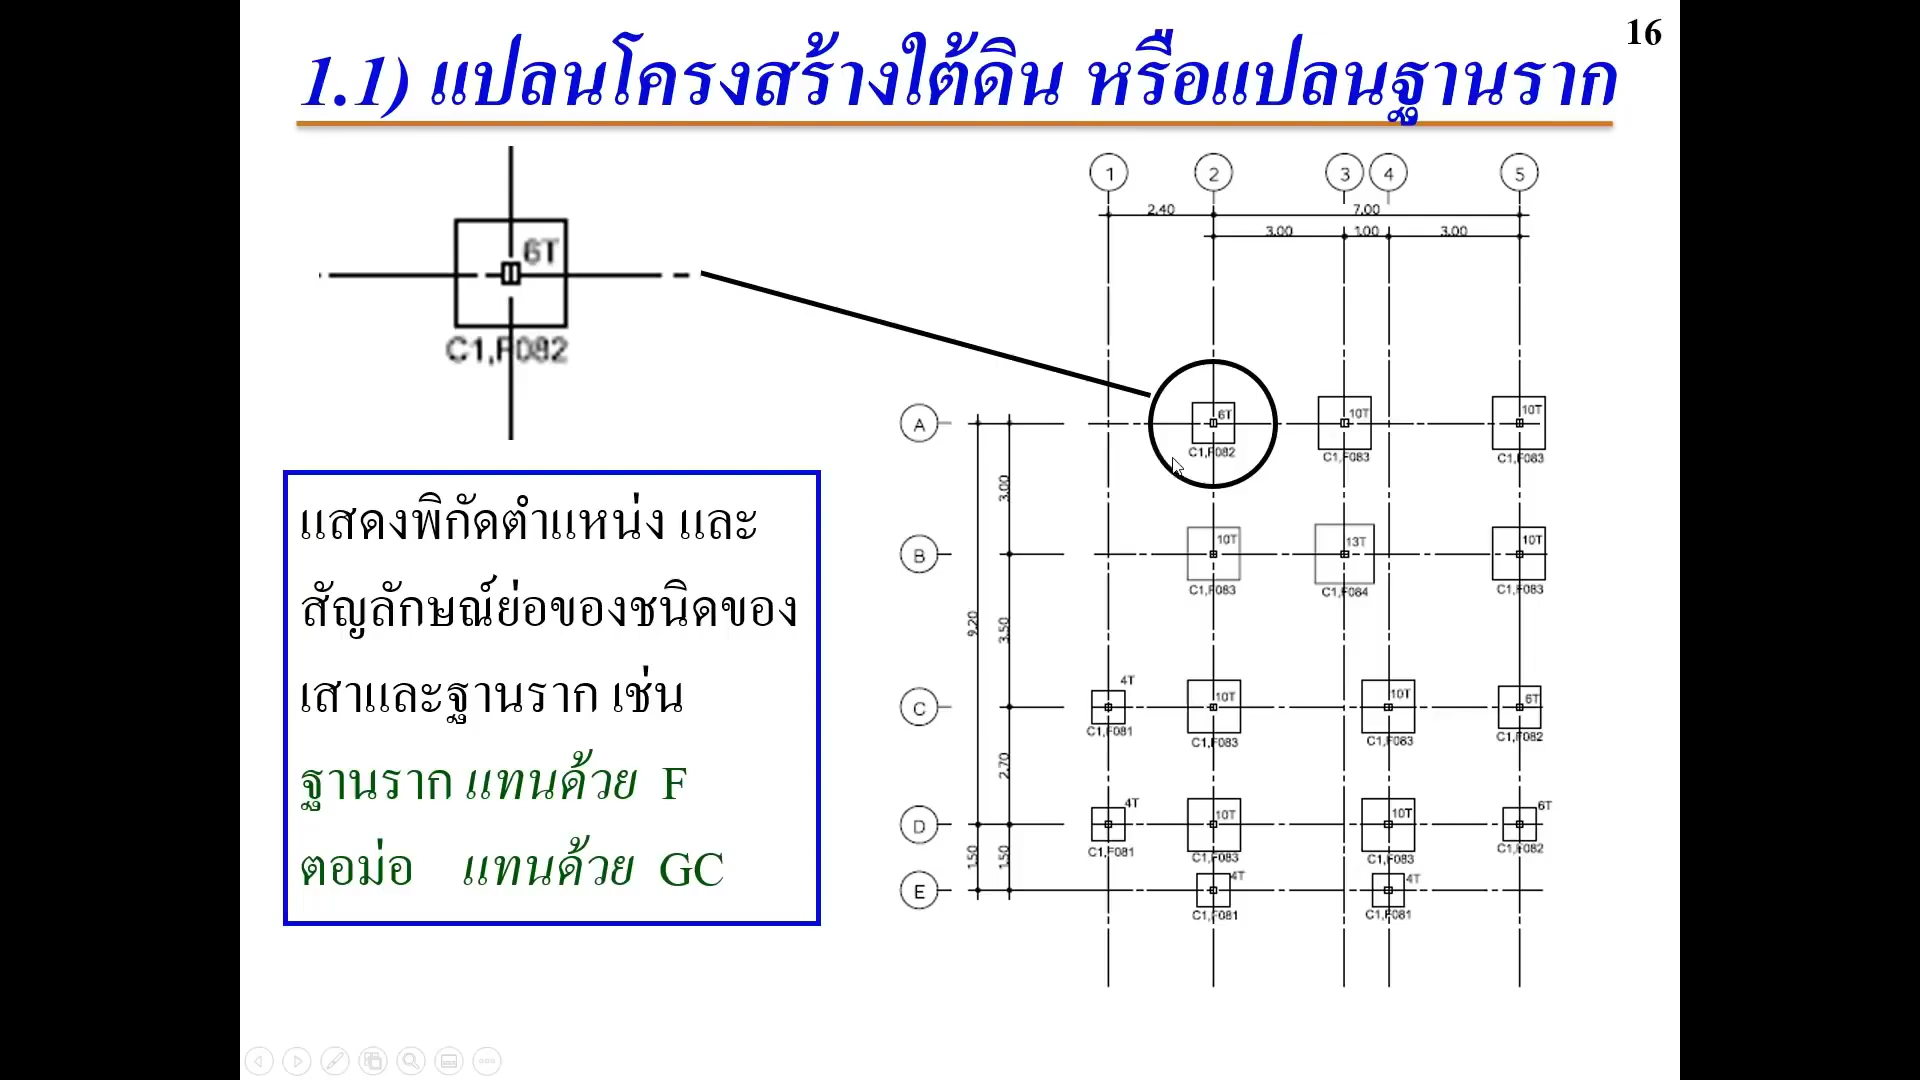 16
1.1) แปลนโครงสร้างใต้ดิน หรือแปลนฐานราก
6T
C1,F082
แสดงพิกัดตำแหน่ง และ
สัญลักษณ์ย่อของชนิดของ
เสาและฐานราก เช่น
ฐานราก แทนด้วย F
ตอม่อ แทนด้วย GC
1 2 3 4 5
2.40 7.00
3.00 1.00 3.00
A 6T 10T 10T
C1,F082 C1,F083 C1,F083
3.00
B 10T 13T 10T
C1,F083 C1,F084 C1,F083
9.20 3.50
4T
C 10T 10T 6T
C1,F081 C1,F083 C1,F083 C1,F082
2.70
4T 6T
D 10T 10T
C1,F081 C1,F083 C1,F083 C1,F082
1.50 1.50
4T 4T
E
C1,F081 C1,F081